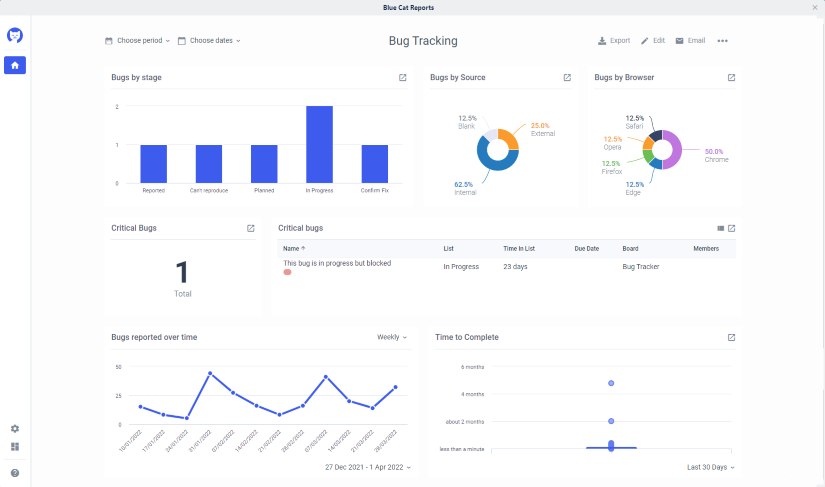 Blue Cat Reports
Choose period
Choose dates
Bug Tracking
Export
Edit
Email
Bugs by stage
2
1
0
Reported
Can't reproduce
Planned
In Progress
Confirm Fix
Bugs by Source
12.5%
Blank
25.0%
External
62.5%
Internal
Bugs by Browser
12.5%
Safari
12.5%
Opera
12.5%
Firefox
12.5%
Edge
50.0%
Chrome
Critical Bugs
1
Total
Critical bugs
Name List Time In List Due Date Board Members
This bug is in progress but blocked In Progress 23 days Bug Tracker
Bugs reported over time
Weekly
50
25
0
10/01/2022
17/01/2022
24/01/2022
31/01/2022
07/02/2022
14/02/2022
21/02/2022
28/02/2022
07/03/2022
14/03/2022
21/03/2022
28/03/2022
27 Dec 2021 - 1 Apr 2022
Time to Complete
6 months
4 months
about 2 months
less than a minute
Last 30 Days